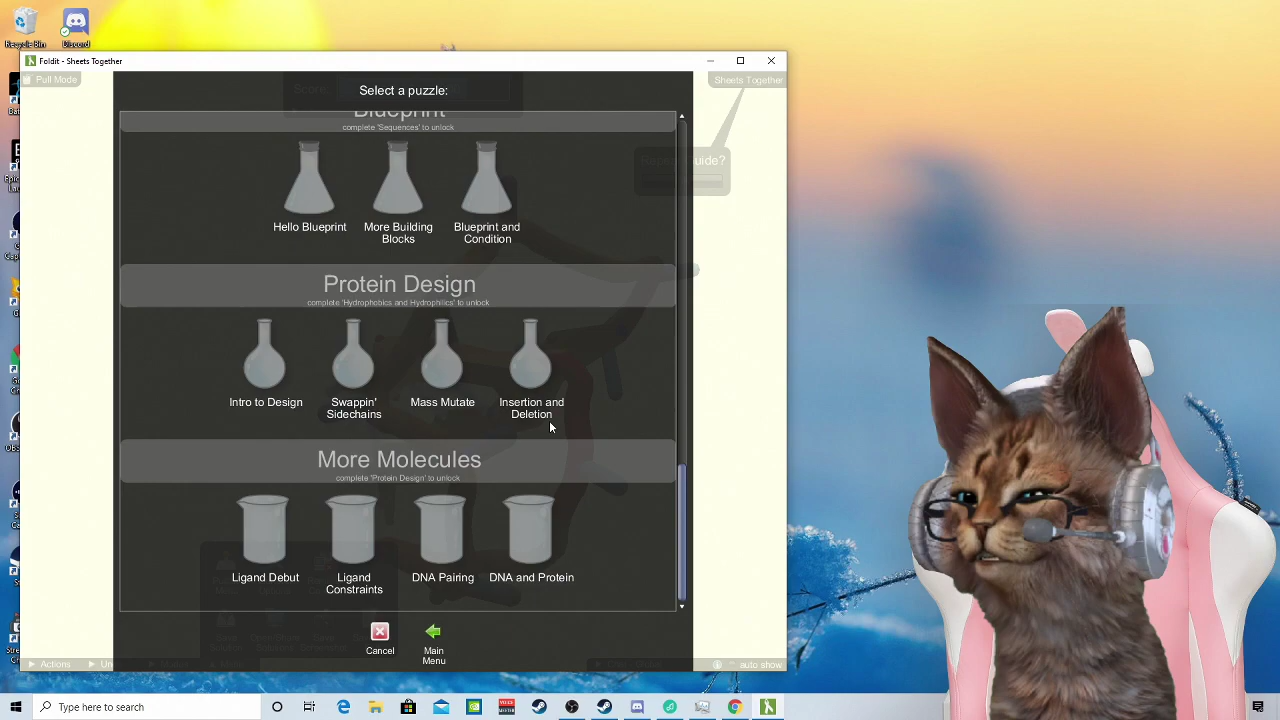 Recycle Bin
Discord
Foldit - Sheets Together
Pull Mode
Sheets Together
Select a puzzle:
Blueprint
complete 'Sequences' to unlock
Hello Blueprint
More Building
Blocks
Blueprint and
Condition
Protein Design
complete 'Hydrophobics and Hydrophilics' to unlock
Intro to Design
Swappin'
Sidechains
Mass Mutate
Insertion and
Deletion
More Molecules
complete 'Protein Design' to unlock
Ligand Debut
Ligand
Constraints
DNA Pairing
DNA and Protein
Cancel
Main
Menu
Actions
auto show
Type here to search